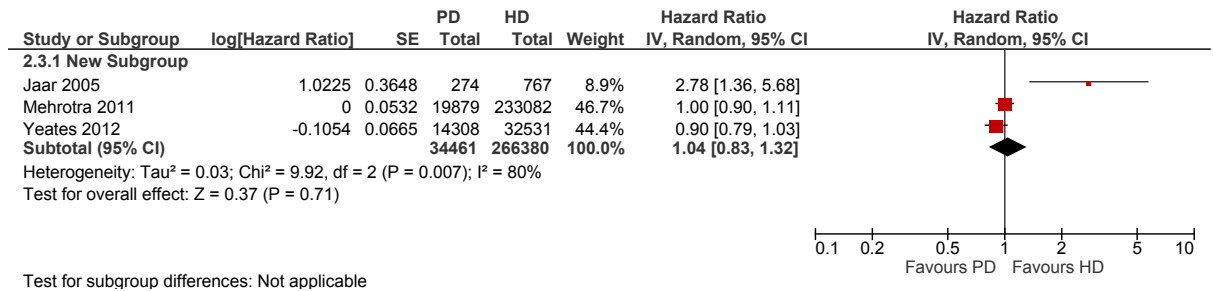 PD HD Hazard Ratio Hazard Ratio
Study or Subgroup log[Hazard Ratio] SE Total Total Weight IV, Random, 95% CI IV, Random, 95% CI
2.3.1 New Subgroup
Jaar 2005 1.0225 0.3648 274 767 8.9% 2.78 [1.36, 5.68]
Mehrotra 2011 0 0.0532 19879 233082 46.7% 1.00 [0.90, 1.11]
Yeates 2012 -0.1054 0.0665 14308 32531 44.4% 0.90 [0.79, 1.03]
Subtotal (95% CI) 34461 266380 100.0% 1.04 [0.83, 1.32]
Heterogeneity: Tau² = 0.03; Chi² = 9.92, df = 2 (P = 0.007); I² = 80%
Test for overall effect: Z = 0.37 (P = 0.71)
0.1 0.2 0.5 1 2 5 10
Favours PD Favours HD
Test for subgroup differences: Not applicable